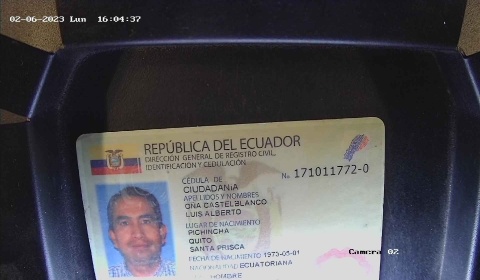 02-06-2023 Lun 16:04:37
REPÚBLICA DEL ECUADOR
DIRECCIÓN GENERAL DE REGISTRO CIVIL,
IDENTIFICACIÓN Y CEDULACIÓN
CÉDULA DE No. 171011772-0
CIUDADANÍA
APELLIDOS Y NOMBRES
OÑA CASTELBLANCO
LUIS ALBERTO
LUGAR DE NACIMIENTO
PICHINCHA
QUITO
SANTA PRISCA
FECHA DE NACIMIENTO 1970-05-01
NACIONALIDAD ECUATORIANA
HOMBRE
Camera 02